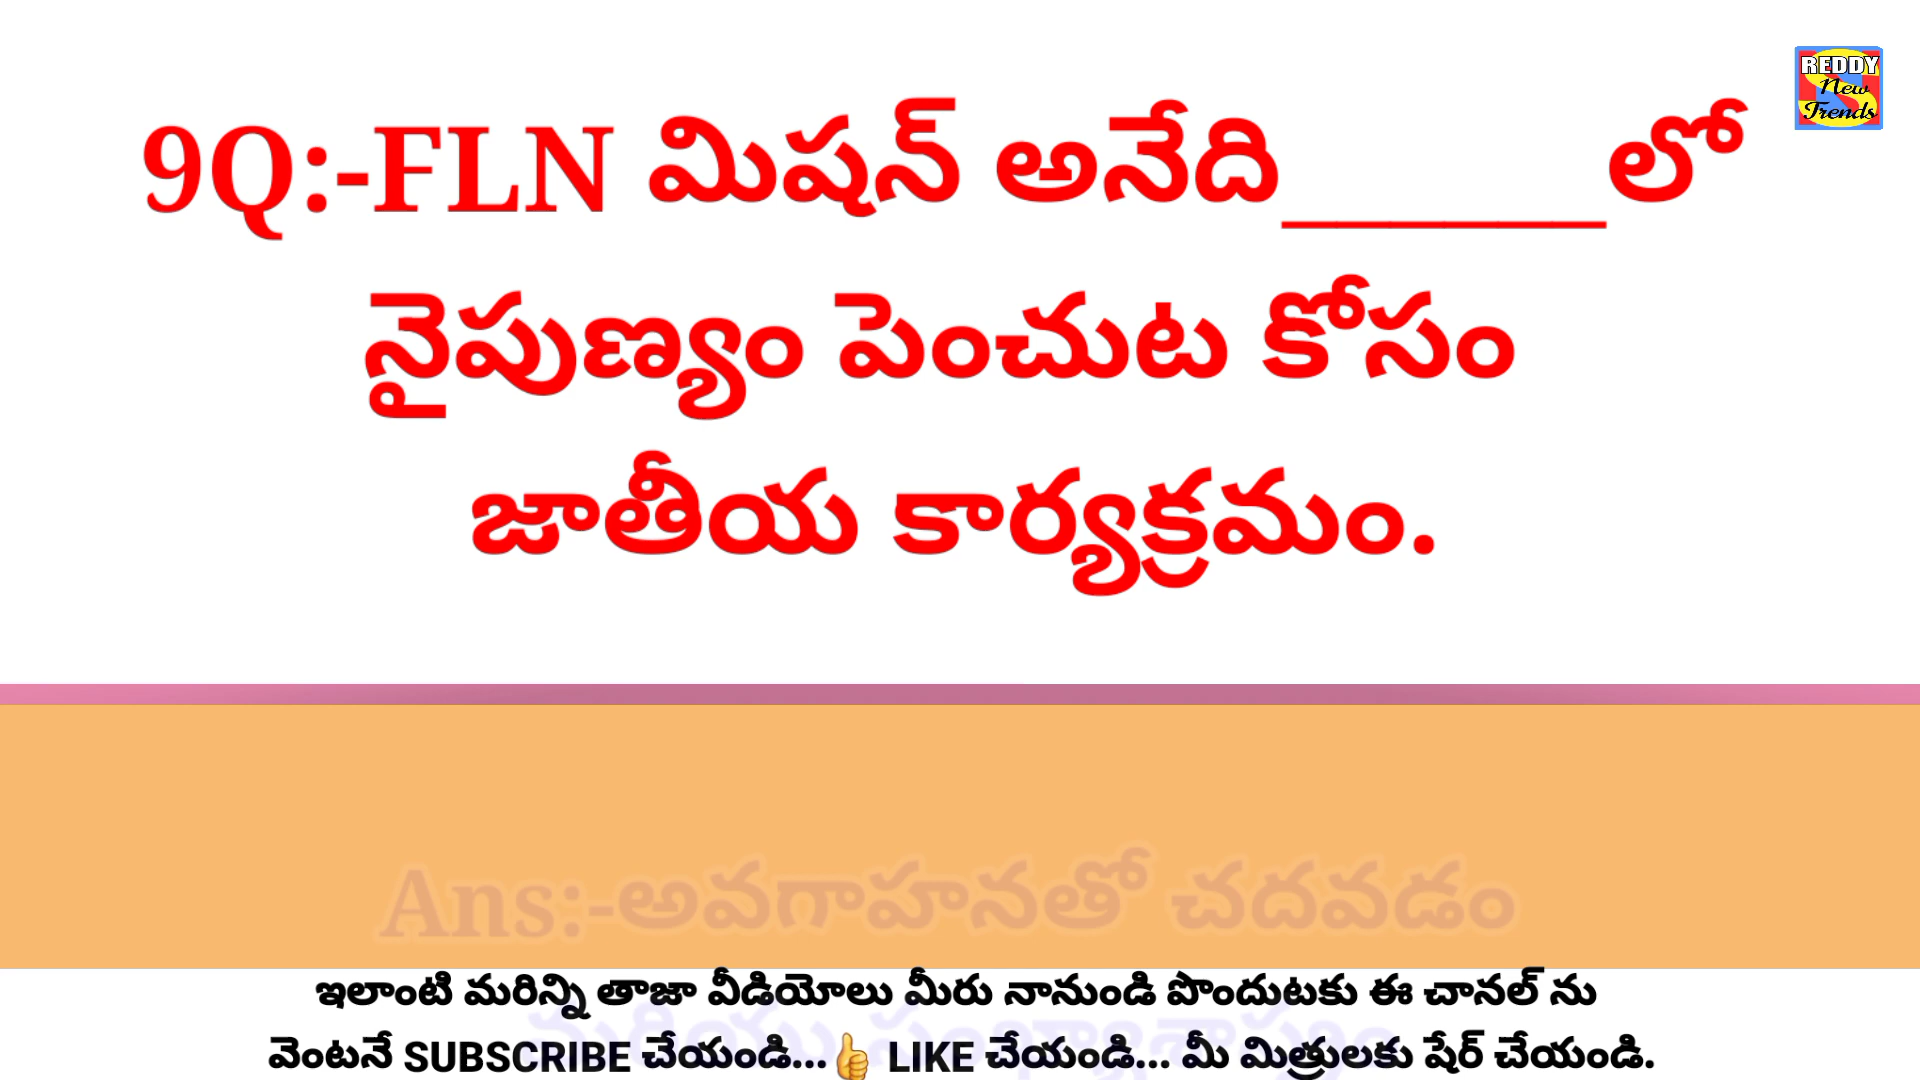 REDDY
New
Trends
9Q:-FLN మిషన్ అనేది______లో
నైపుణ్యం పెంచుట కోసం
జాతీయ కార్యక్రమం.
Ans:-అవగాహనతో చదవడం
మరియు సంఖ్యాశాస్త్రం
ఇలాంటి మరిన్ని తాజా వీడియోలు మీరు నానుండి పొందుటకు ఈ చానల్ ను
వెంటనే SUBSCRIBE చేయండి...👍 LIKE చేయండి... మీ మిత్రులకు షేర్ చేయండి.